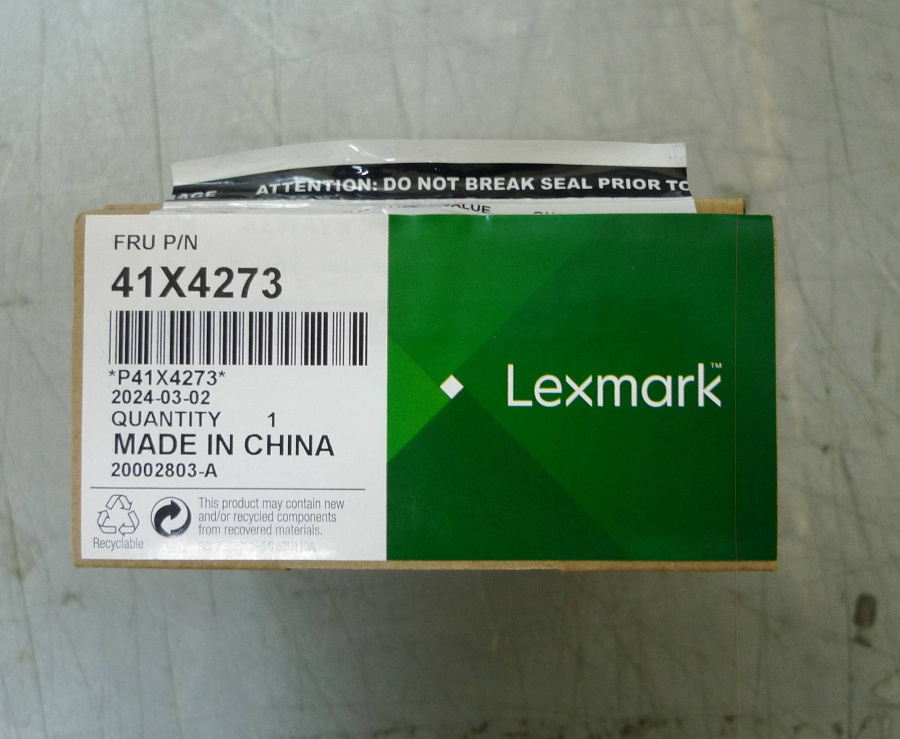 ATTENTION: DO NOT BREAK SEAL PRIOR TO
FRU P/N
41X4273
*P41X4273*
2024-03-02
QUANTITY 1
MADE IN CHINA
20002803-A
Recyclable
This product may contain new
and/or recycled components
from recovered materials.
Lexmark™